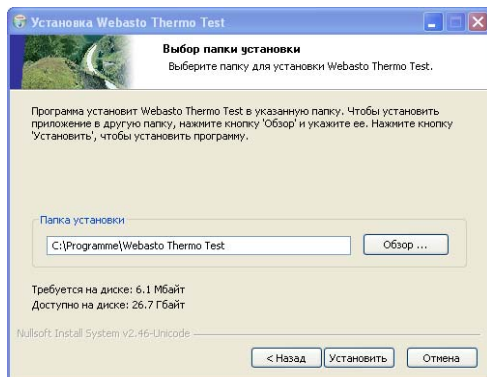 Установка Webasto Thermo Test
Выбор папки установки
Выберите папку для установки Webasto Thermo Test.
Программа установит Webasto Thermo Test в указанную папку. Чтобы установить
приложение в другую папку, нажмите кнопку 'Обзор' и укажите ее. Нажмите кнопку
'Установить', чтобы установить программу.
Папка установки
C:\Programme\Webasto Thermo Test
Обзор ...
Требуется на диске: 6.1 Мбайт
Доступно на диске: 26.7 Гбайт
Nullsoft Install System v2.46-Unicode
< Назад
Установить
Отмена